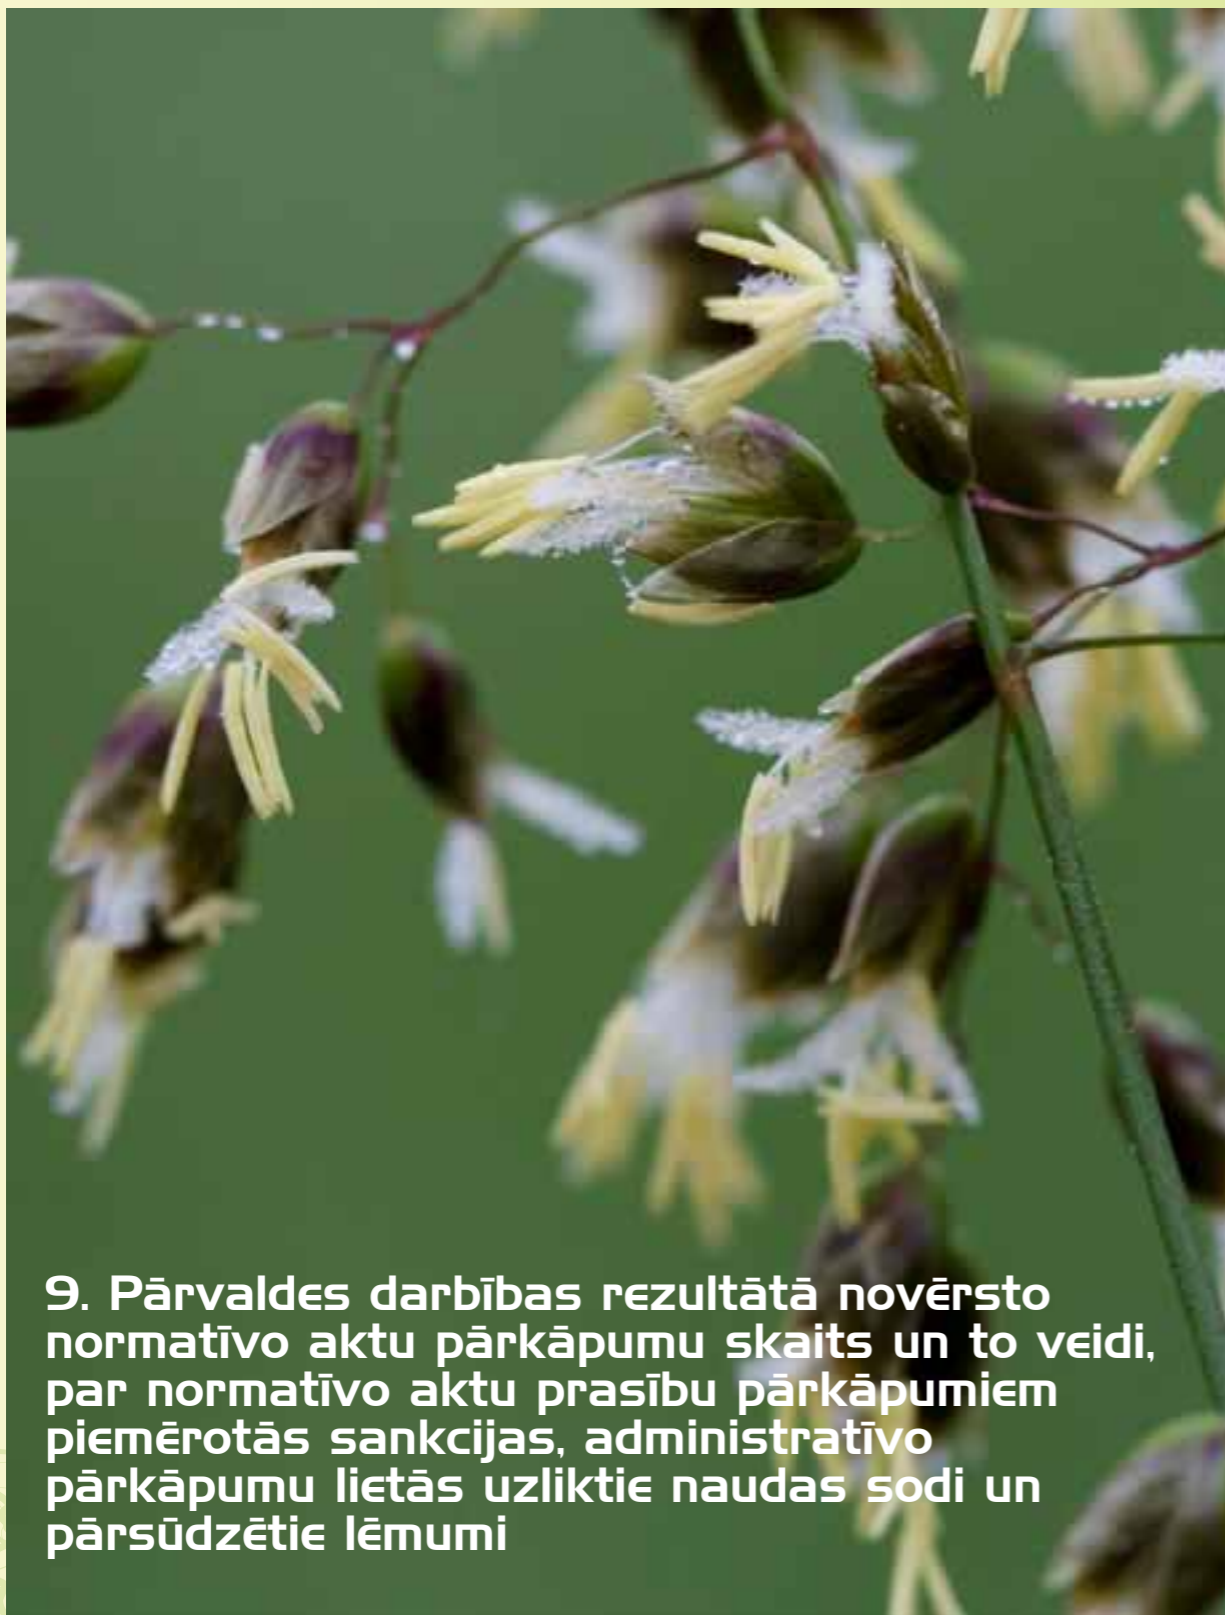 9. Pārvaldes darbības rezultātā novērsto
normatīvo aktu pārkāpumu skaits un to veidi,
par normatīvo aktu prasību pārkāpumiem
piemērotās sankcijas, administratīvo
pārkāpumu lietās uzliktie naudas sodi un
pārsūdzētie lēmumi